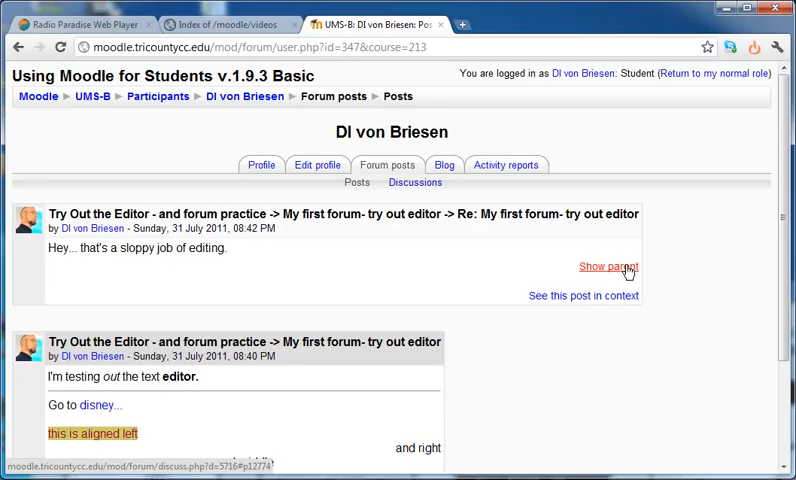 Radio Paradise Web Player
Index of /moodle/videos
UMS-B: DI von Briesen: Pos
moodle.tricountycc.edu/mod/forum/user.php?id=347&course=213
Using Moodle for Students v.1.9.3 Basic
You are logged in as DI von Briesen: Student (Return to my normal role)
Moodle ► UMS-B ► Participants ► DI von Briesen ► Forum posts ► Posts
DI von Briesen
Profile Edit profile Forum posts Blog Activity reports
Posts Discussions
Try Out the Editor - and forum practice -> My first forum- try out editor -> Re: My first forum- try out editor
by DI von Briesen - Sunday, 31 July 2011, 08:42 PM
Hey... that's a sloppy job of editing.
Show parent
See this post in context
Try Out the Editor - and forum practice -> My first forum- try out editor
by DI von Briesen - Sunday, 31 July 2011, 08:40 PM
I'm testing out the text editor.
Go to disney...
this is aligned left
and right
moodle.tricountycc.edu/mod/forum/discuss.php?d=5716#p12774